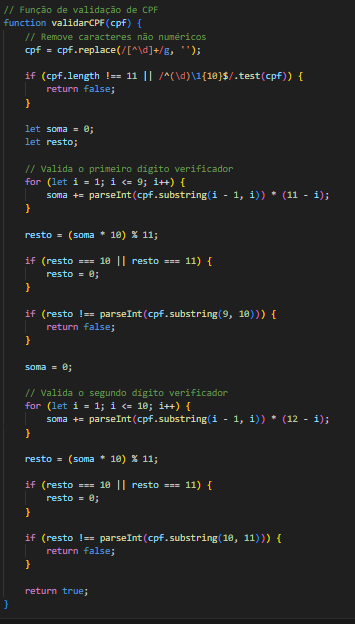 // Função de validação de CPF
function validarCPF(cpf) {
    // Remove caracteres não numéricos
    cpf = cpf.replace(/[^\d]+/g, '');

    if (cpf.length !== 11 || /^(\d)\1{10}$/.test(cpf)) {
        return false;
    }

    let soma = 0;
    let resto;

    // Valida o primeiro dígito verificador
    for (let i = 1; i <= 9; i++) {
        soma += parseInt(cpf.substring(i - 1, i)) * (11 - i);
    }

    resto = (soma * 10) % 11;

    if (resto === 10 || resto === 11) {
        resto = 0;
    }

    if (resto !== parseInt(cpf.substring(9, 10))) {
        return false;
    }

    soma = 0;

    // Valida o segundo dígito verificador
    for (let i = 1; i <= 10; i++) {
        soma += parseInt(cpf.substring(i - 1, i)) * (12 - i);
    }

    resto = (soma * 10) % 11;

    if (resto === 10 || resto === 11) {
        resto = 0;
    }

    if (resto !== parseInt(cpf.substring(10, 11))) {
        return false;
    }

    return true;
}